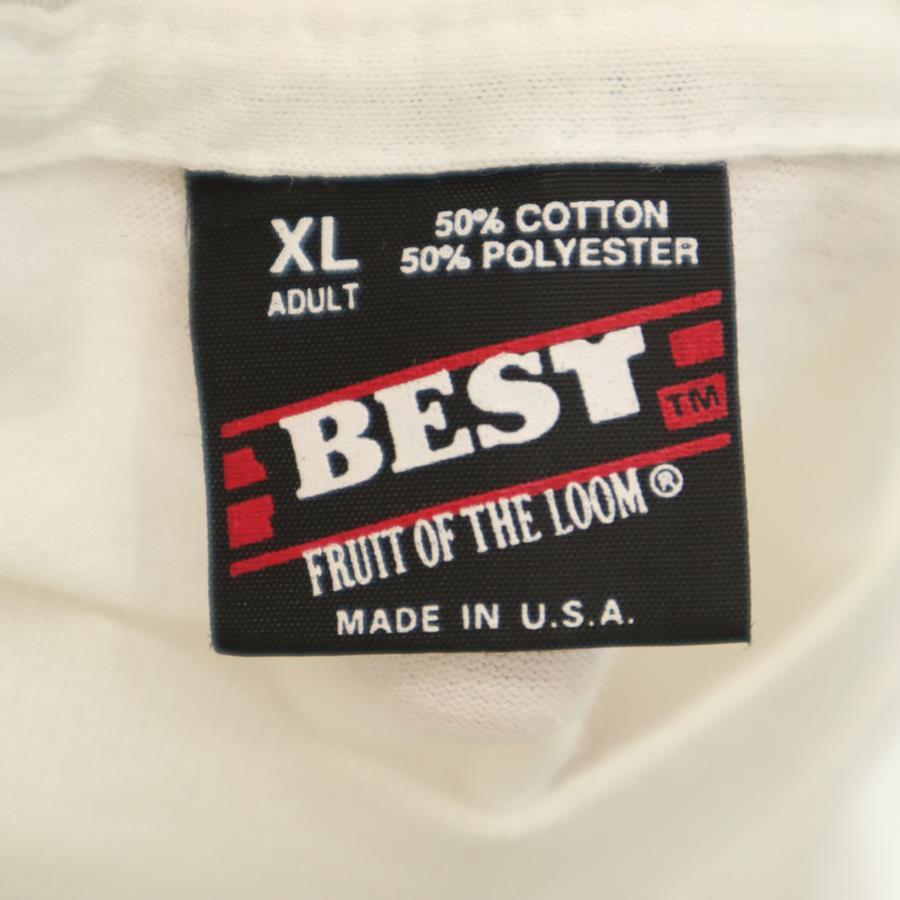 XL
ADULT
50% COTTON
50% POLYESTER
BEST
TM
FRUIT OF THE LOOM®
MADE IN U.S.A.